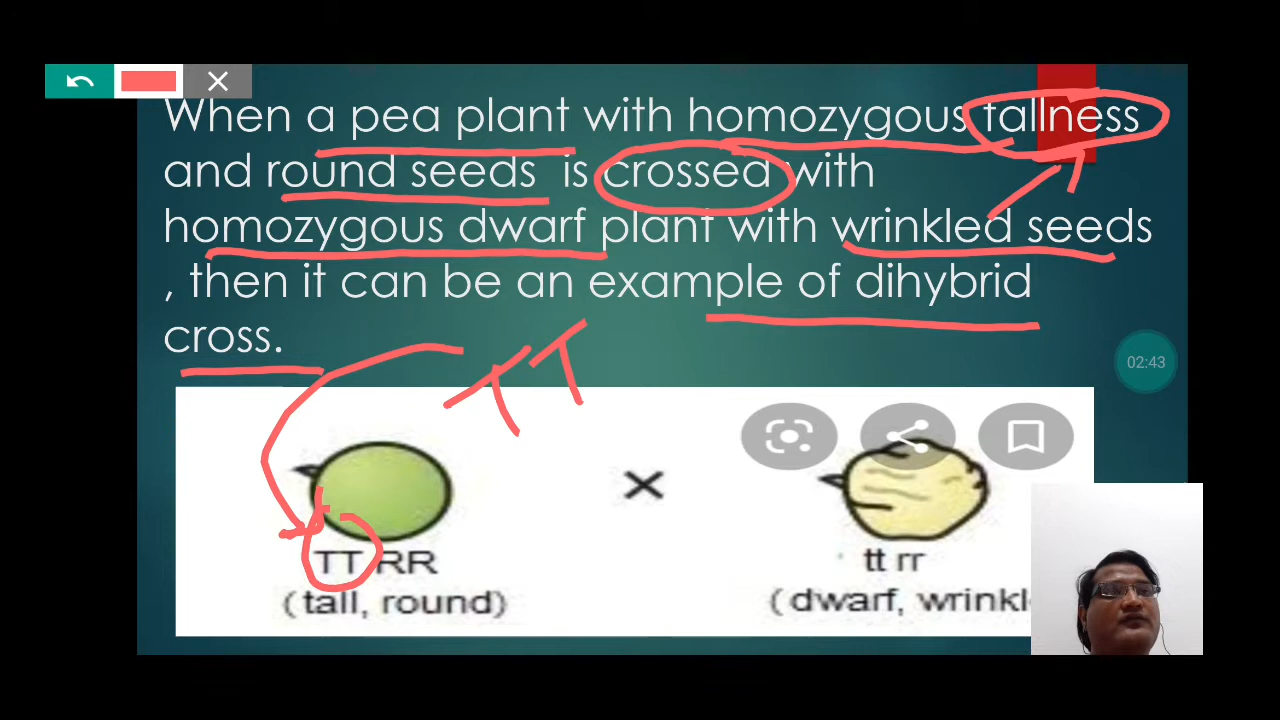 When a pea plant with homozygous tallness
and round seeds is crossed with
homozygous dwarf plant with wrinkled seeds
, then it can be an example of dihybrid
cross.
02:43
TT
×
TT RR
tt rr
(tall, round)
(dwarf, wrinkl